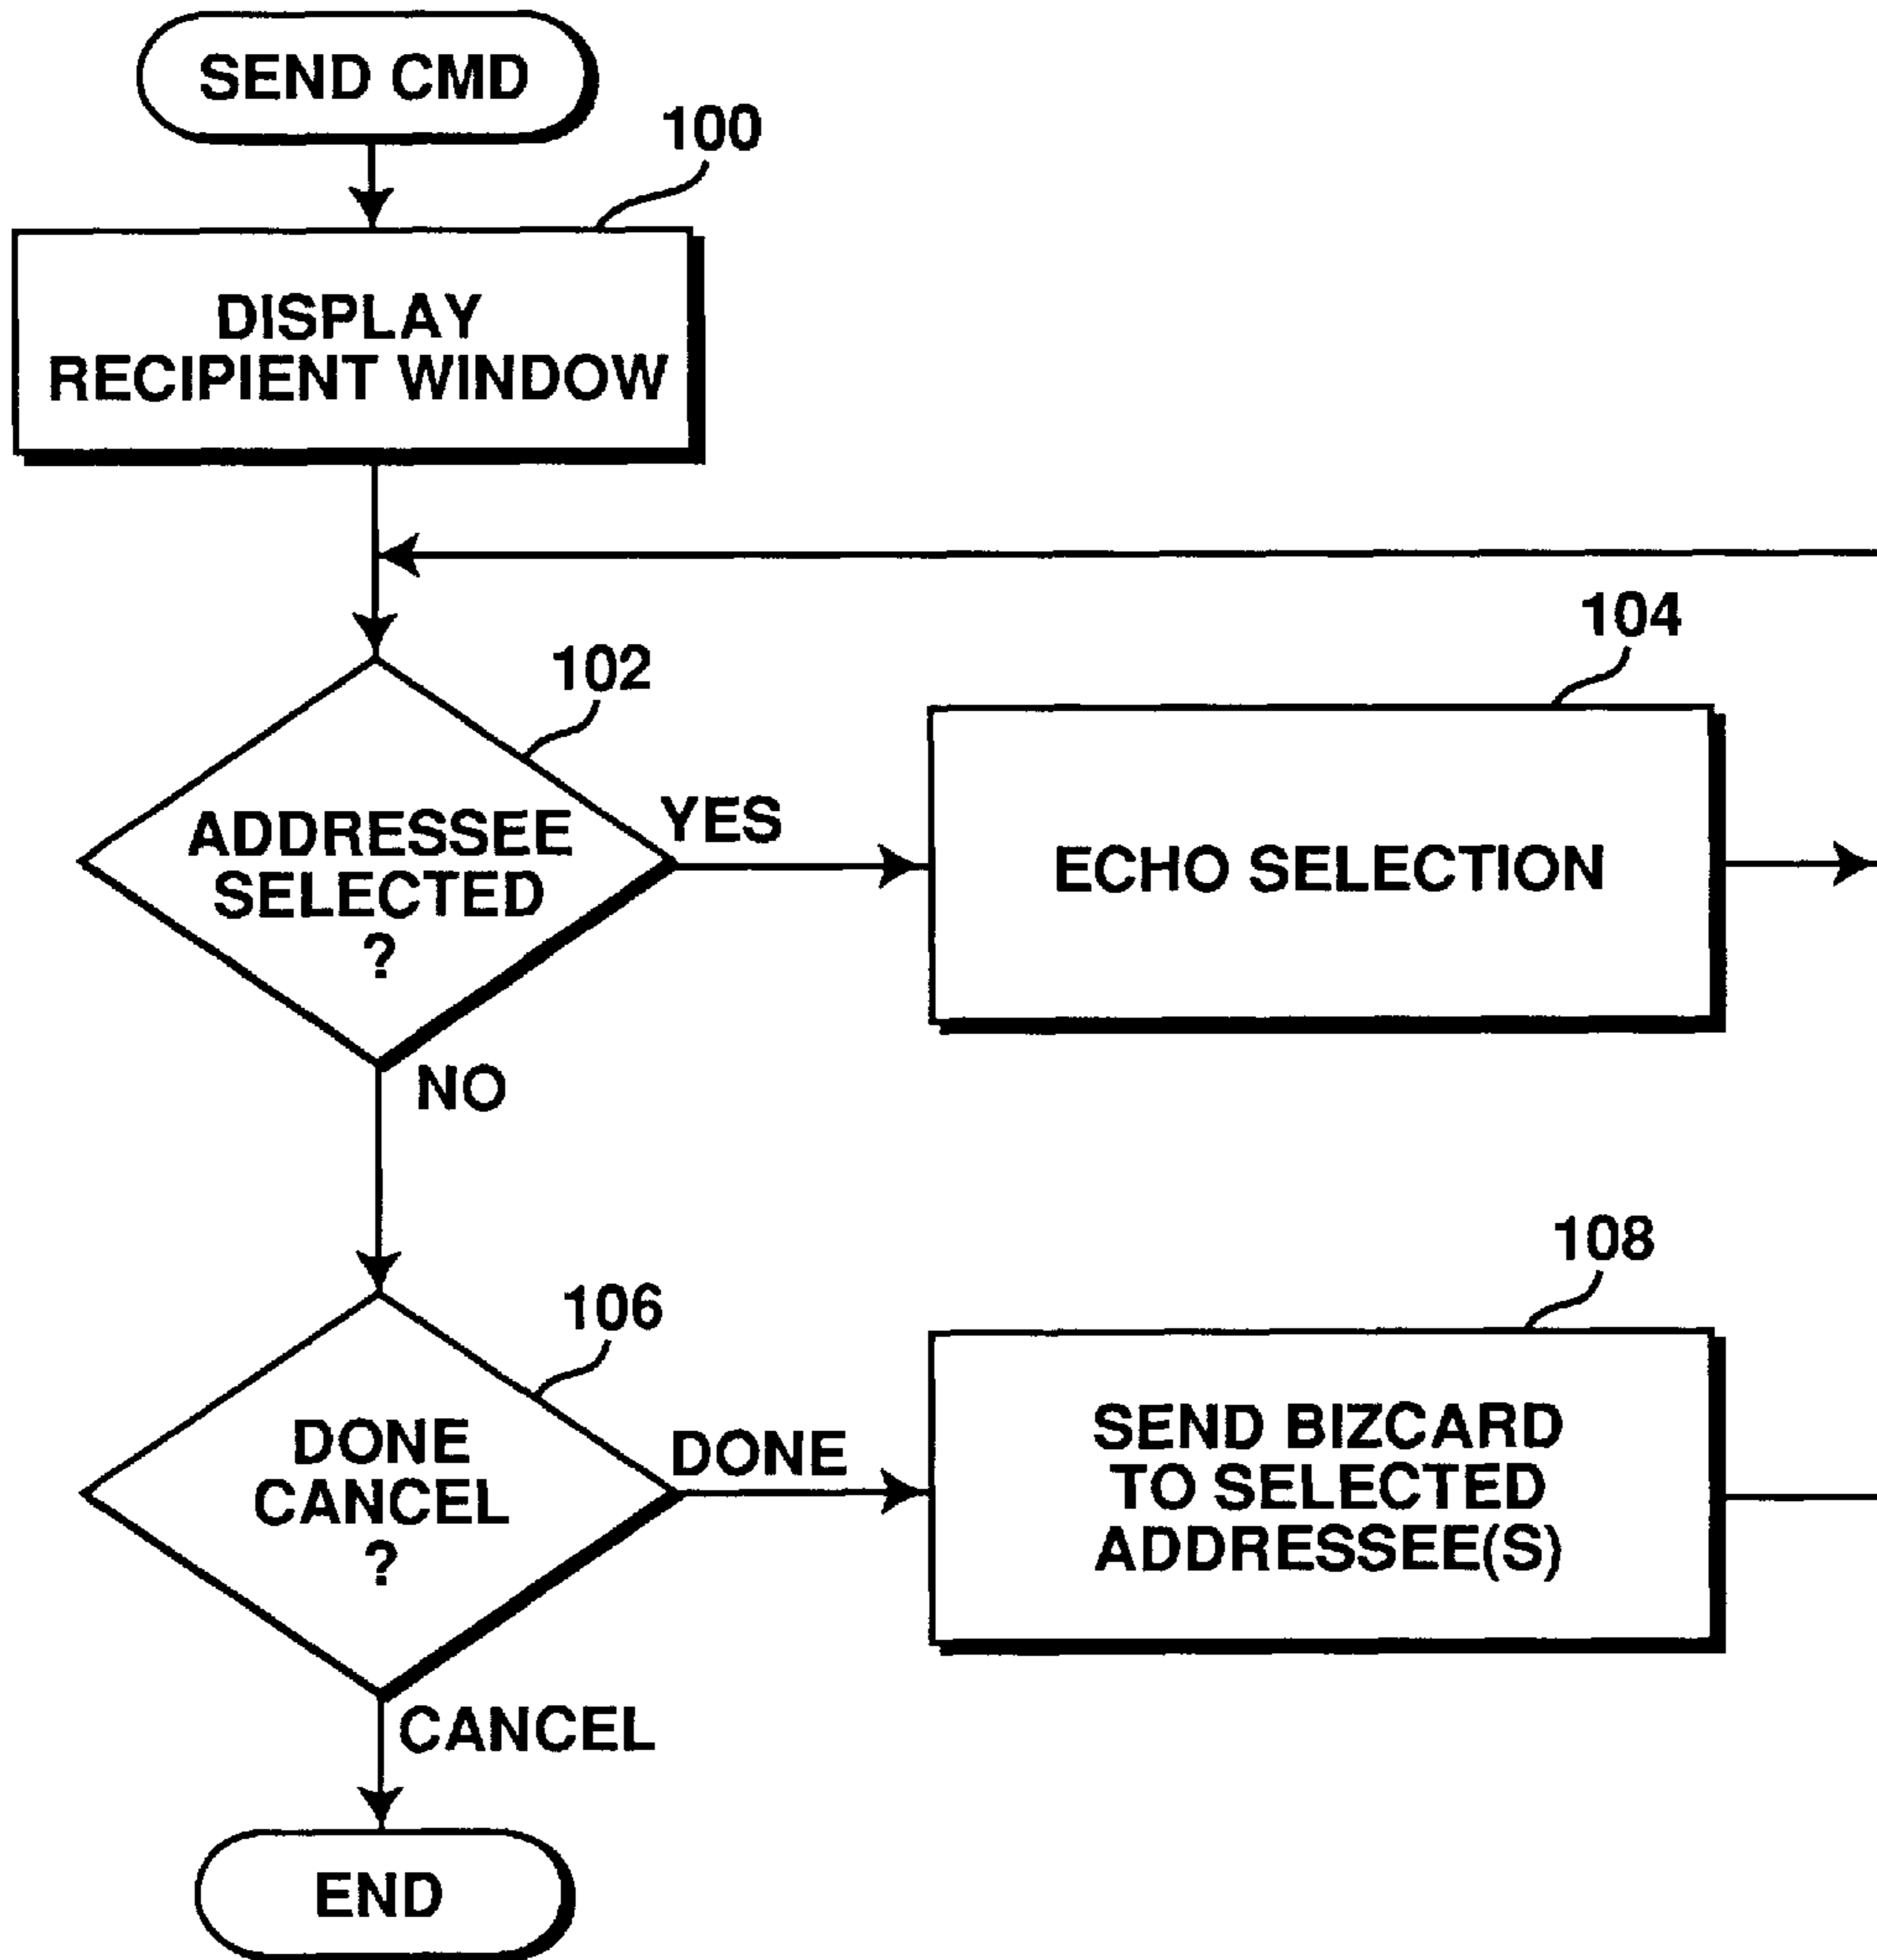 SEND CMD
100
DISPLAY
RECIPIENT WINDOW
102
ADDRESSEE
SELECTED
?
YES
104
ECHO SELECTION
NO
106
DONE
CANCEL
?
DONE
108
SEND BIZCARD
TO SELECTED
ADDRESSEE(S)
CANCEL
END